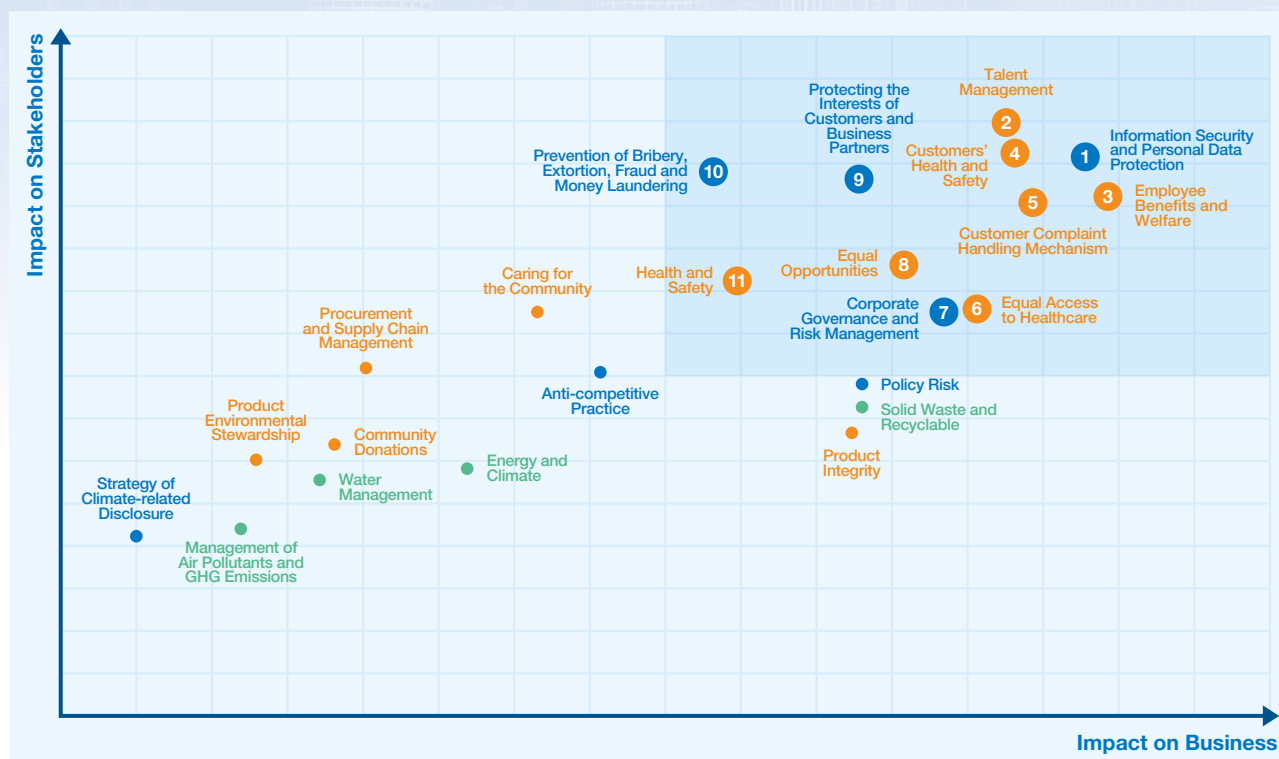 Impact on Stakeholders
Talent
Management
2
Protecting the
Interests of
Customers and
Business
Partners
9
Customers'
Health and
Safety
4
1
Information Security
and Personal Data
Protection
Prevention of Bribery,
Extortion, Fraud and
Money Laundering
10
3
Employee
Benefits and
Welfare
5
Customer Complaint
Handling Mechanism
Equal
Opportunities
8
Health and
Safety
11
Caring for
the Community
Corporate
Governance and
Risk Management
7
6
Equal Access
to Healthcare
Procurement
and Supply Chain
Management
Anti-competitive
Practice
Policy Risk
Solid Waste and
Recyclable
Product
Integrity
Product
Environmental
Stewardship
Community
Donations
Energy and
Climate
Water
Management
Strategy of
Climate-related
Disclosure
Management of
Air Pollutants and
GHG Emissions
Impact on Business